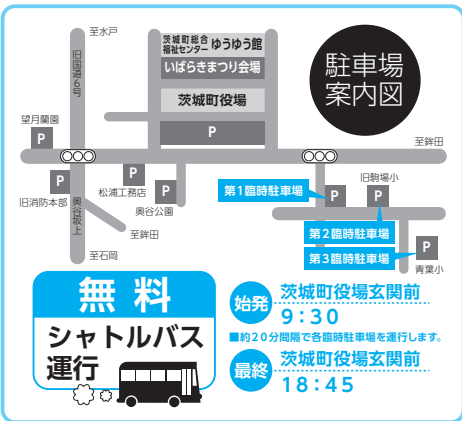 至水戸
旧国道6号
茨城町総合
福祉センター ゆうゆう館
いばらきまつり会場
茨城町役場
P
駐車場
案内図
望月蘭園
P
至鉾田
P
旧消防本部
奥谷坂上
P
松浦工務店
P
奥谷公園
至鉾田
至石岡
旧駒場小
第1臨時駐車場
P
P
第2臨時駐車場
第3臨時駐車場
P
青葉小
無料
シャトルバス
運行
始発
茨城町役場玄関前
9:30
■約20分間隔で各臨時駐車場を運行します。
最終
茨城町役場玄関前
18:45